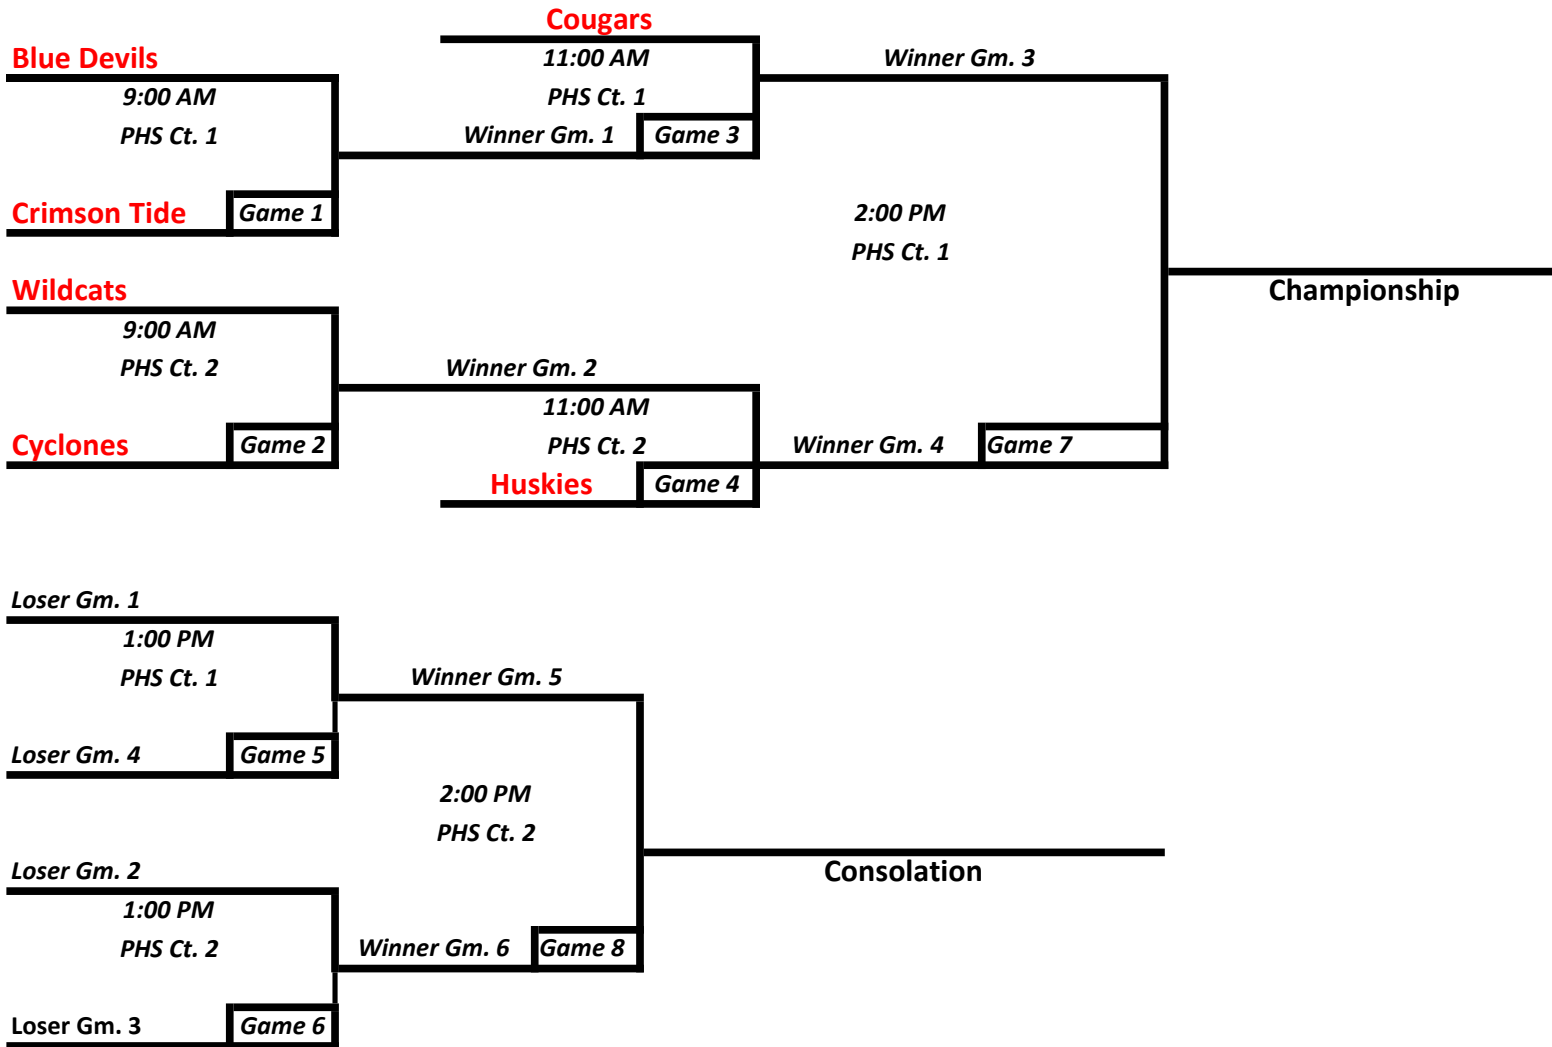 Cougars
Blue Devils
11:00 AM
Winner Gm. 3
9:00 AM
PHS Ct. 1
PHS Ct. 1
Winner Gm. 1
Game 3
Crimson Tide
Game 1
2:00 PM
PHS Ct. 1
Wildcats
Championship
9:00 AM
PHS Ct. 2
Winner Gm. 2
11:00 AM
Cyclones
Game 2
PHS Ct. 2
Winner Gm. 4
Game 7
Huskies
Game 4
Loser Gm. 1
1:00 PM
PHS Ct. 1
Winner Gm. 5
Loser Gm. 4
Game 5
2:00 PM
PHS Ct. 2
Loser Gm. 2
Consolation
1:00 PM
PHS Ct. 2
Winner Gm. 6
Game 8
Loser Gm. 3
Game 6